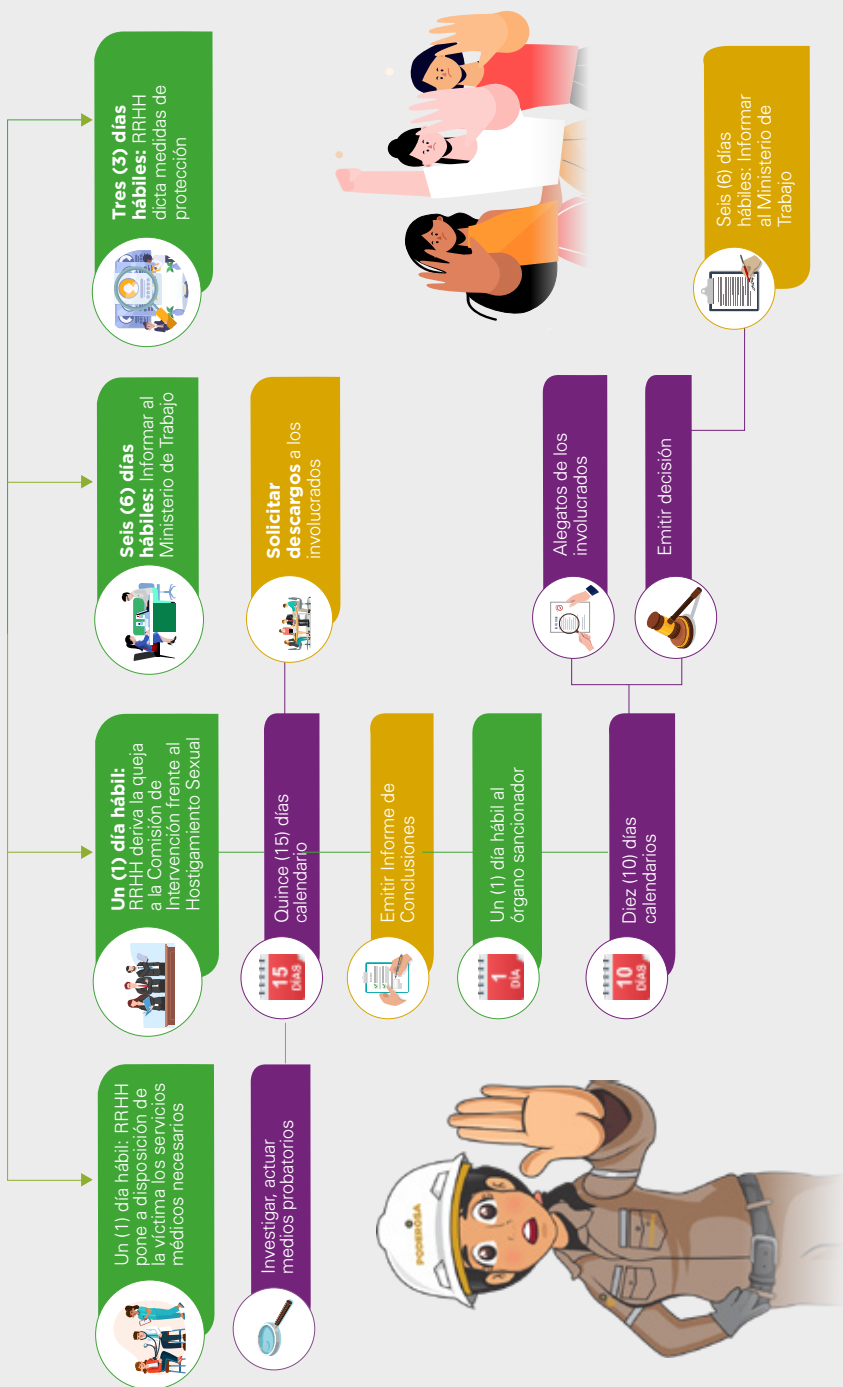 Un (1) día hábil: RRHH
pone a disposición de
la víctima los servicios
médicos necesarios
Un (1) día hábil:
RRHH deriva la queja
a la Comisión de
Intervención frente al
Hostigamiento Sexual
Seis (6) días
hábiles: Informar al
Ministerio de Trabajo
Tres (3) días
hábiles: RRHH
dicta medidas de
protección
Investigar, actuar
medios probatorios
15
DÍAS
Quince (15) días
calendario
Solicitar
descargos a los
involucrados
Emitir Informe de
Conclusiones
1
DÍA
Un (1) día hábil al
órgano sancionador
10
DÍAS
Diez (10) días
calendarios
Alegatos de los
involucrados
Emitir decisión
Seis (6) días
hábiles: Informar
al Ministerio de
Trabajo
PODEROSA